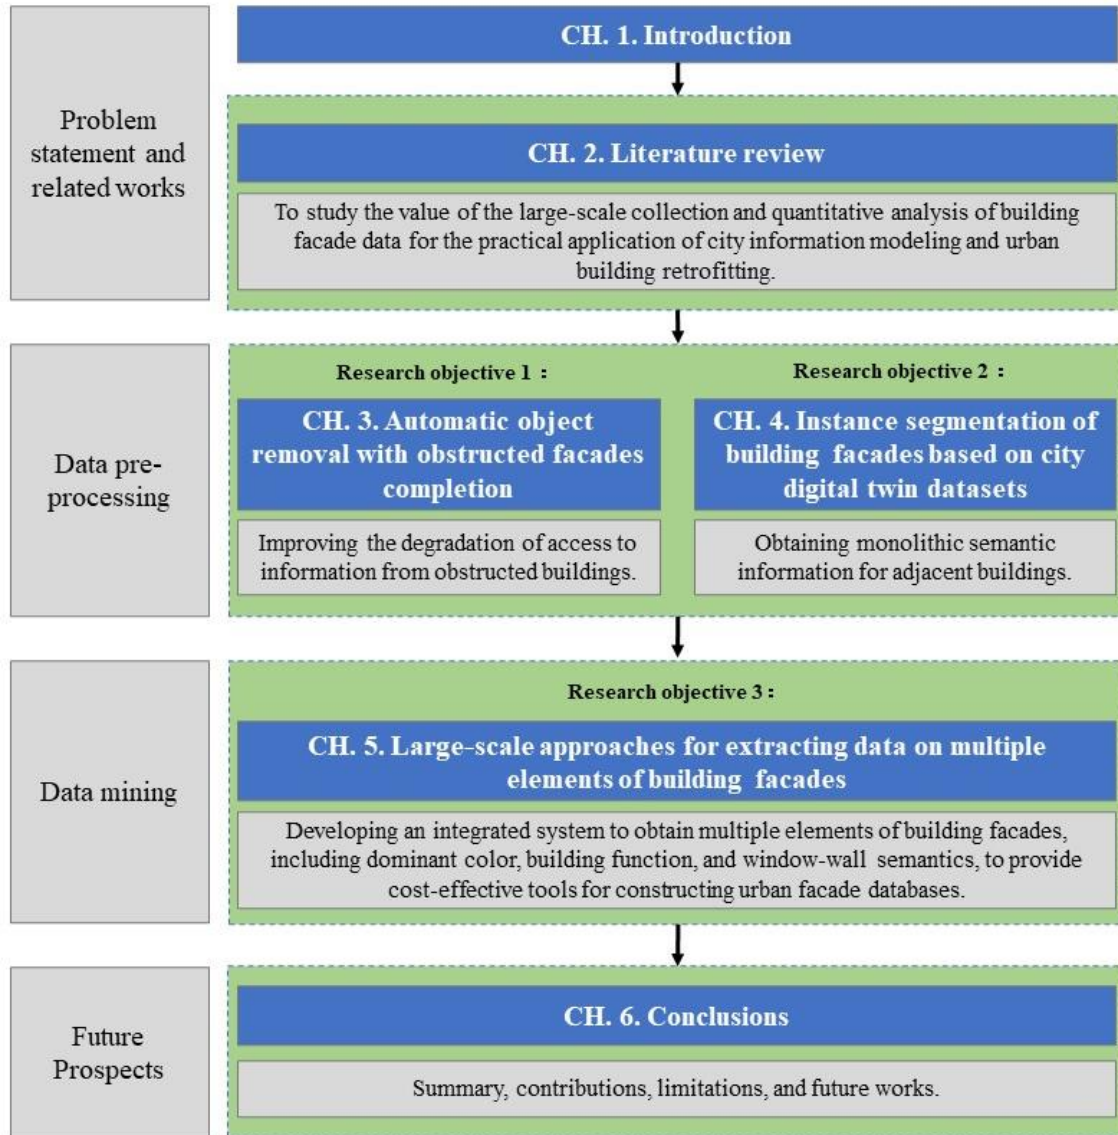 Problem
statement and
related works
CH. 1. Introduction
CH. 2. Literature review
To study the value of the large-scale collection and quantitative analysis of building
facade data for the practical application of city information modeling and urban
building retrofitting.
Data pre-
processing
Research objective 1：
CH. 3. Automatic object
removal with obstructed facades
completion
Improving the degradation of access to
information from obstructed buildings.
Research objective 2：
CH. 4. Instance segmentation of
building facades based on city
digital twin datasets
Obtaining monolithic semantic
information for adjacent buildings.
Data mining
Research objective 3：
CH. 5. Large-scale approaches for extracting data on multiple
elements of building facades
Developing an integrated system to obtain multiple elements of building facades,
including dominant color, building function, and window-wall semantics, to provide
cost-effective tools for constructing urban facade databases.
Future
Prospects
CH. 6. Conclusions
Summary, contributions, limitations, and future works.